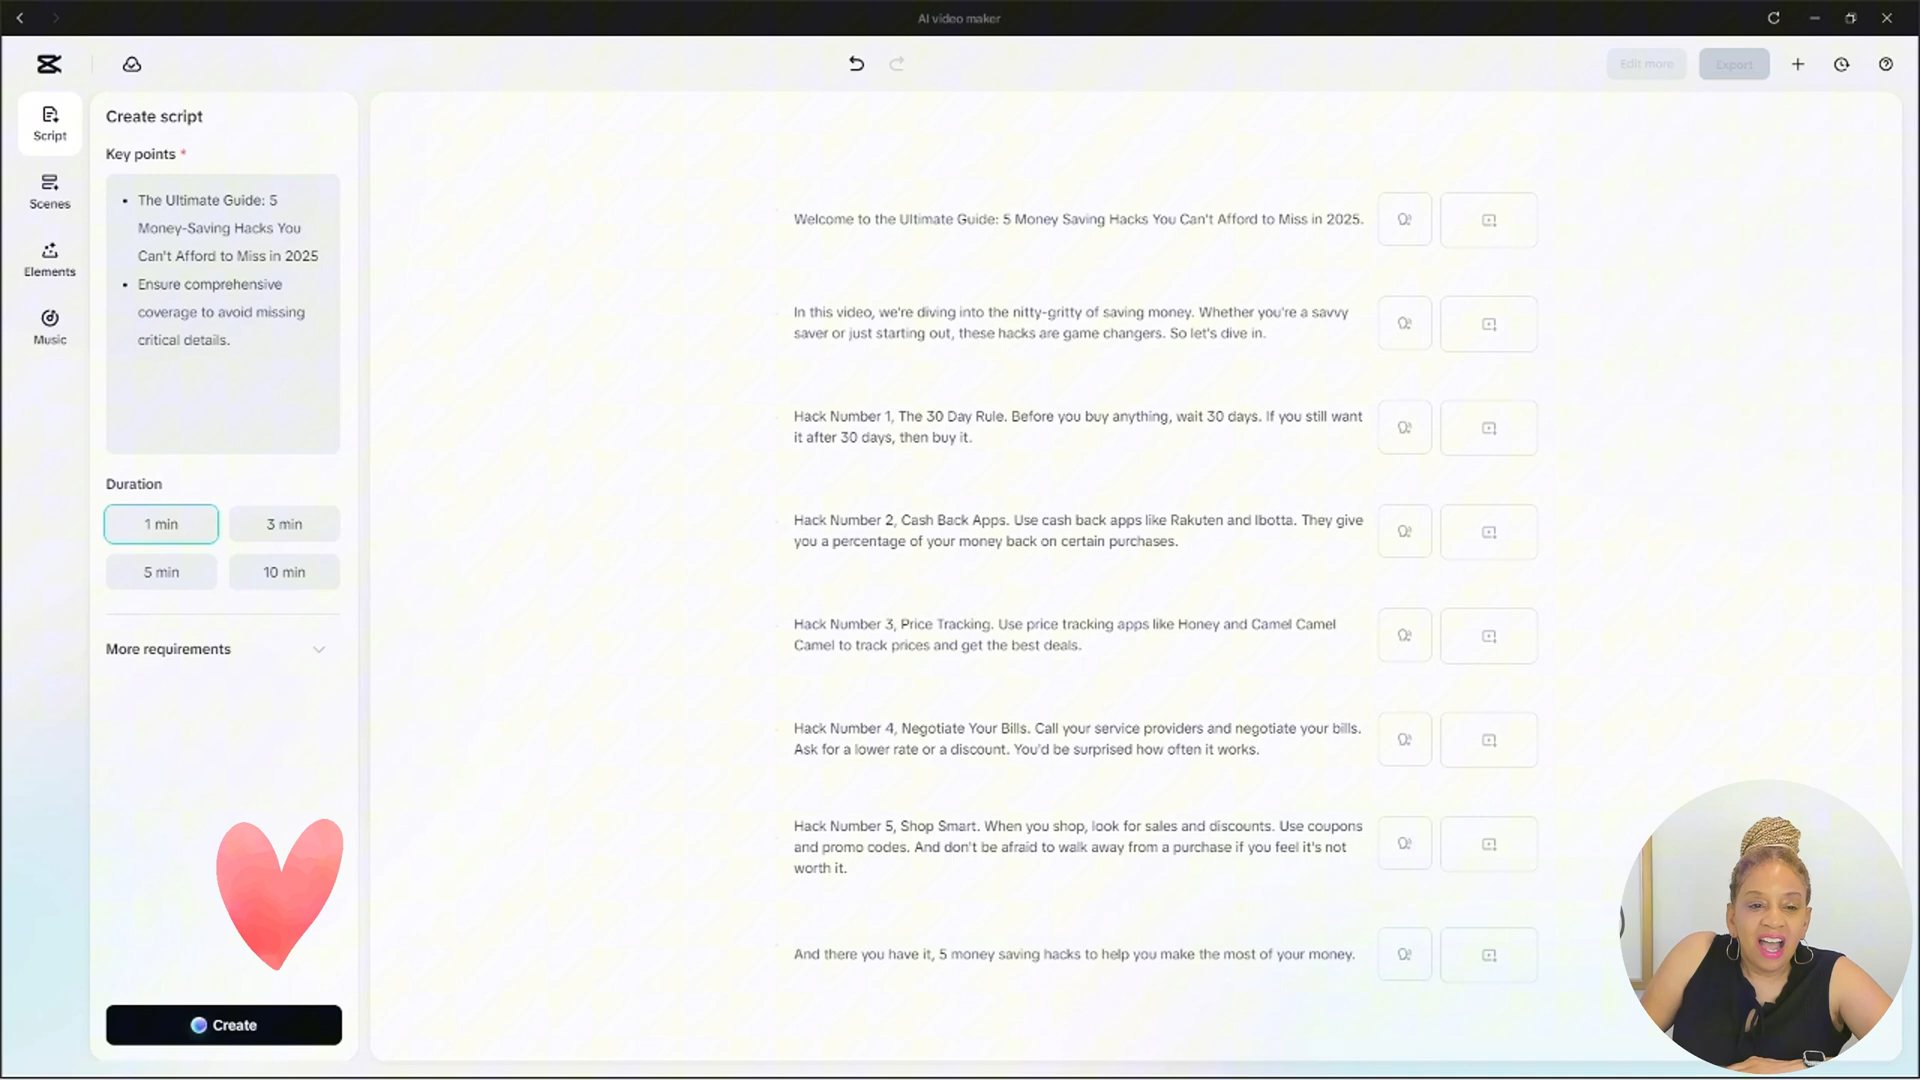 AI video maker
Edit more
Export
Script
Scenes
Elements
Music
Create script
Key points *
• The Ultimate Guide: 5
Money-Saving Hacks You
Can't Afford to Miss in 2025
• Ensure comprehensive
coverage to avoid missing
critical details.
Duration
1 min
3 min
5 min
10 min
More requirements
Create
Welcome to the Ultimate Guide: 5 Money Saving Hacks You Can't Afford to Miss in 2025.
In this video, we're diving into the nitty-gritty of saving money. Whether you're a savvy
saver or just starting out, these hacks are game changers. So let's dive in.
Hack Number 1, The 30 Day Rule. Before you buy anything, wait 30 days. If you still want
it after 30 days, then buy it.
Hack Number 2, Cash Back Apps. Use cash back apps like Rakuten and Ibotta. They give
you a percentage of your money back on certain purchases.
Hack Number 3, Price Tracking. Use price tracking apps like Honey and Camel Camel
Camel to track prices and get the best deals.
Hack Number 4, Negotiate Your Bills. Call your service providers and negotiate your bills.
Ask for a lower rate or a discount. You'd be surprised how often it works.
Hack Number 5, Shop Smart. When you shop, look for sales and discounts. Use coupons
and promo codes. And don't be afraid to walk away from a purchase if you feel it's not
worth it.
And there you have it, 5 money saving hacks to help you make the most of your money.